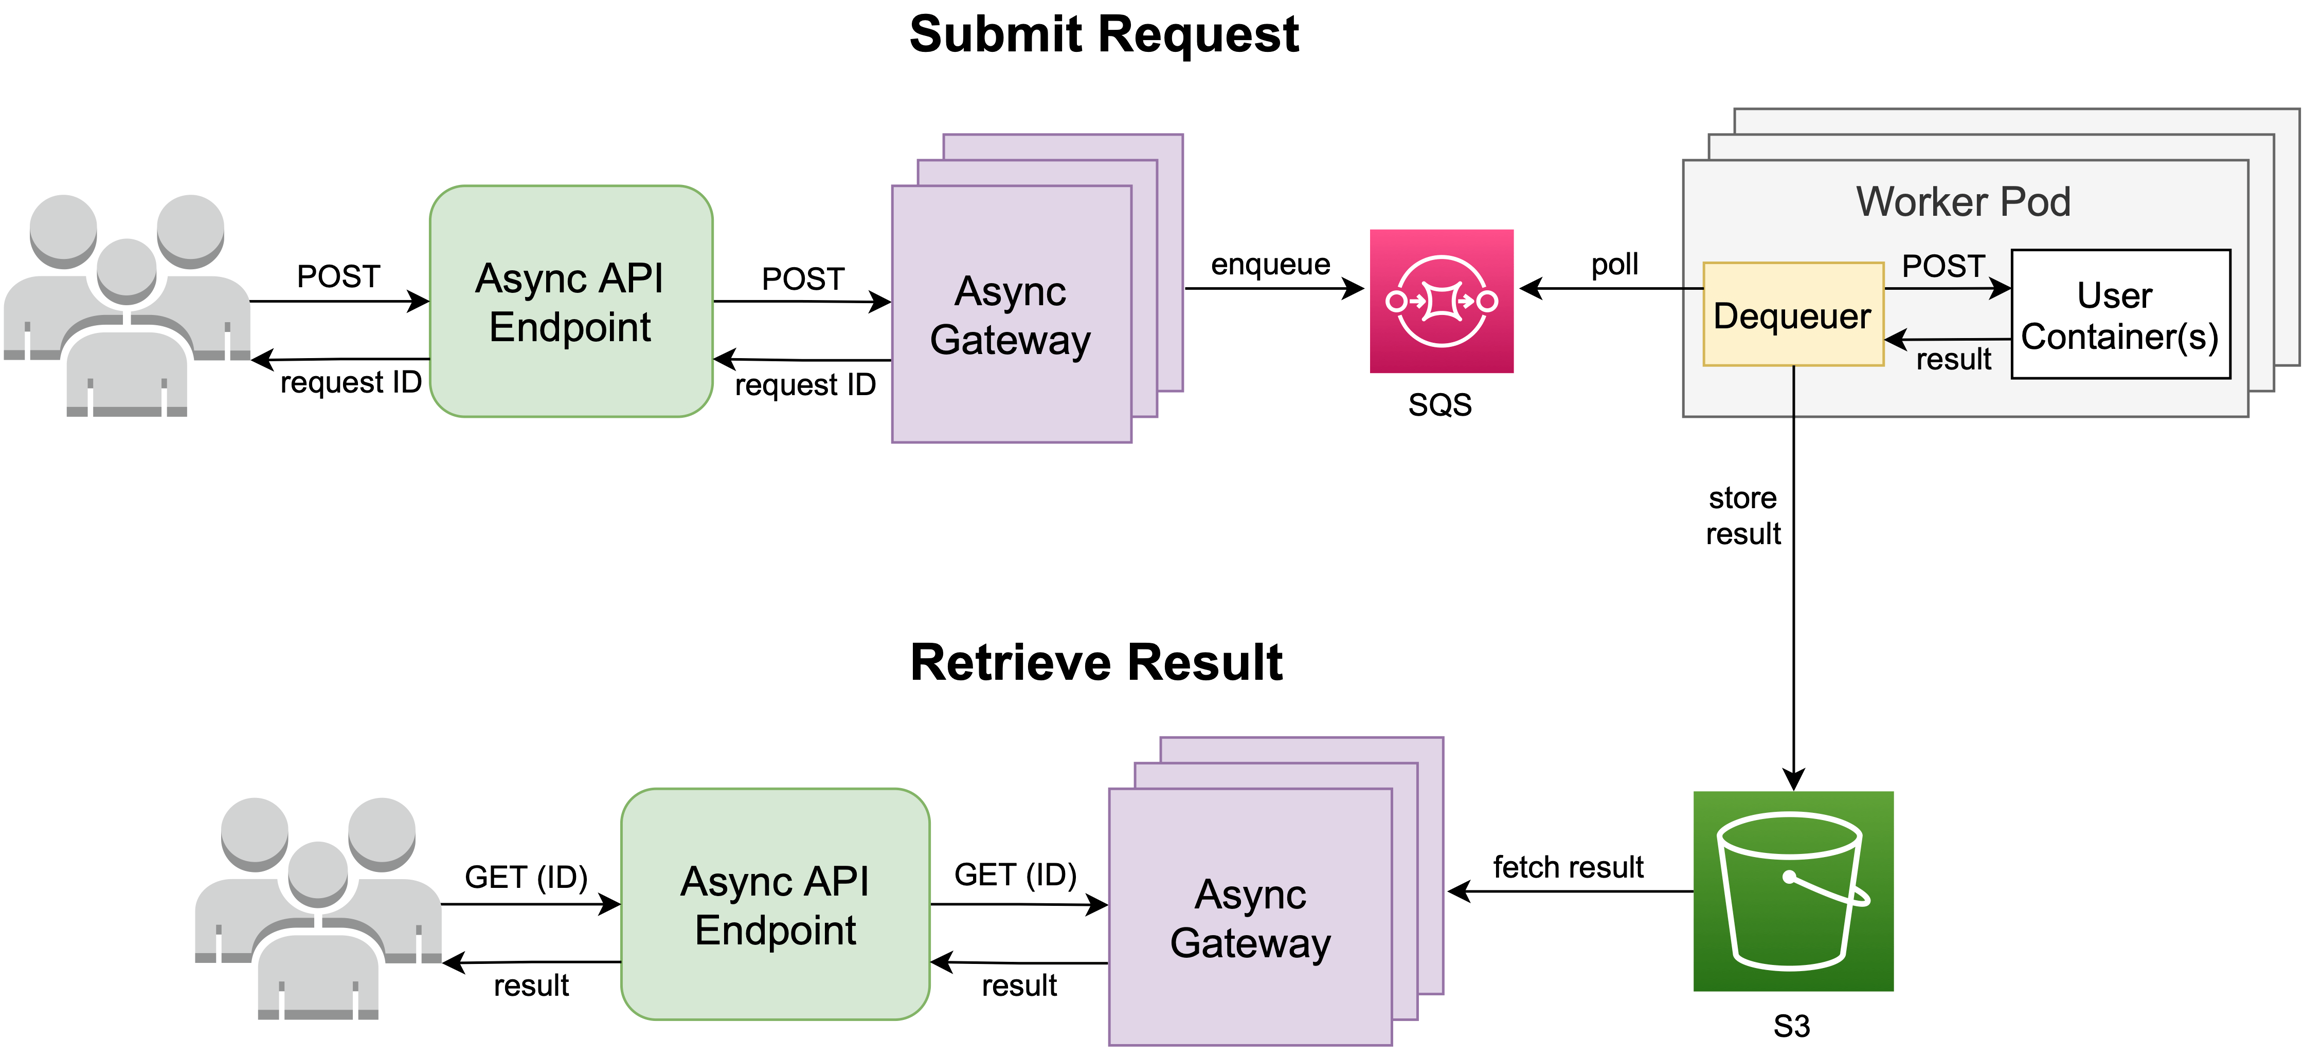 Submit Request
Worker Pod
POST
Async API
Endpoint
request ID
POST
request ID
Async
Gateway
enqueue
SQS
poll
Dequeuer
POST
result
User
Container(s)
store
result
Retrieve Result
GET (ID)
result
Async API
Endpoint
GET (ID)
result
Async
Gateway
fetch result
S3